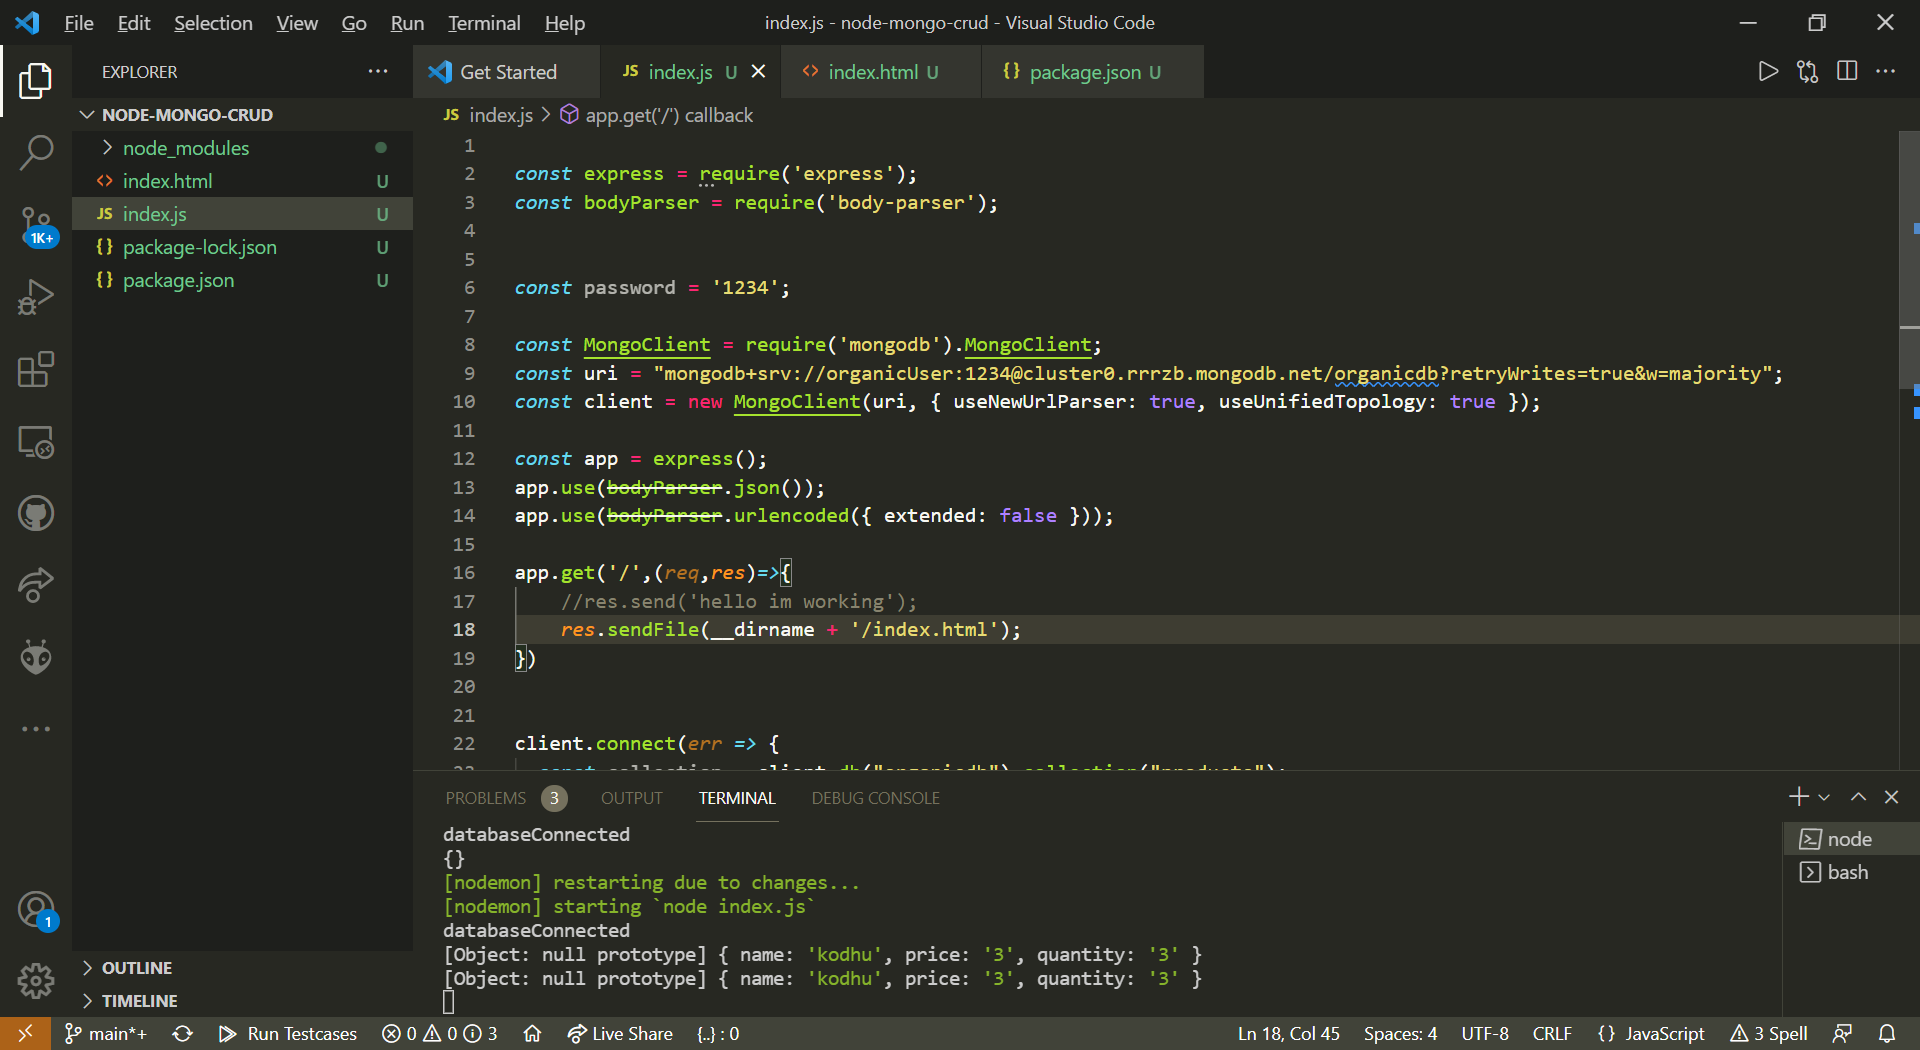 File Edit Selection View Go Run Terminal Help index.js - node-mongo-crud - Visual Studio Code
EXPLORER
Get Started
JS index.js U
index.html U
{} package.json U
NODE-MONGO-CRUD
node_modules
index.html U
JS index.js U
{} package-lock.json U
{} package.json U
1K+
1
OUTLINE
TIMELINE
JS index.js > app.get('/') callback
1
2 const express = require('express');
3 const bodyParser = require('body-parser');
4
5
6 const password = '1234';
7
8 const MongoClient = require('mongodb').MongoClient;
9 const uri = "mongodb+srv://organicUser:1234@cluster0.rrrzb.mongodb.net/organicdb?retryWrites=true&w=majority";
10 const client = new MongoClient(uri, { useNewUrlParser: true, useUnifiedTopology: true });
11
12 const app = express();
13 app.use(bodyParser.json());
14 app.use(bodyParser.urlencoded({ extended: false }));
15
16 app.get('/',(req,res)=>{
17 //res.send('hello im working');
18 res.sendFile(__dirname + '/index.html');
19 })
20
21
22 client.connect(err => {
23 const collection = client.db("organicdb").collection("products");
PROBLEMS 3 OUTPUT TERMINAL DEBUG CONSOLE
databaseConnected
{}
[nodemon] restarting due to changes...
[nodemon] starting `node index.js`
databaseConnected
[Object: null prototype] { name: 'kodhu', price: '3', quantity: '3' }
[Object: null prototype] { name: 'kodhu', price: '3', quantity: '3' }
node
bash
main*+ Run Testcases 0 0 3 Live Share {..} : 0 Ln 18, Col 45 Spaces: 4 UTF-8 CRLF {} JavaScript 3 Spell